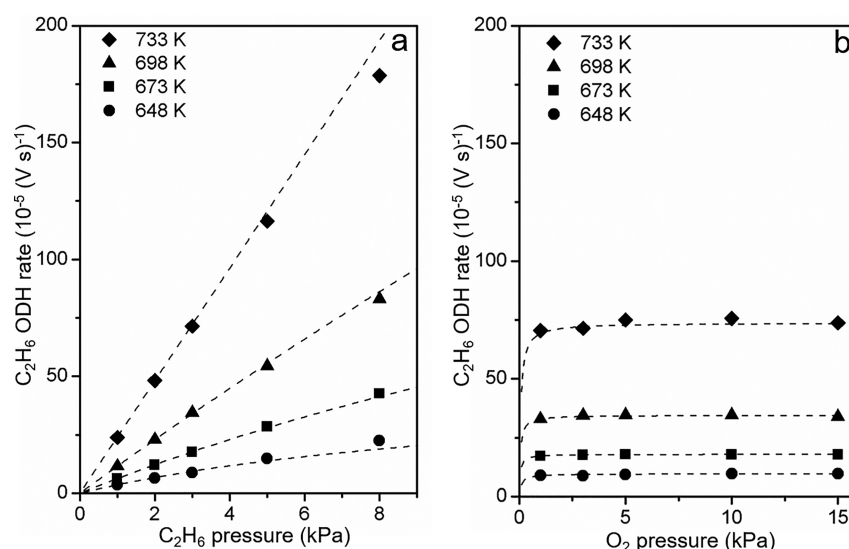 a
733 K
698 K
673 K
648 K
200
150
100
50
0
0 2 4 6 8
C₂H₆ ODH rate (10⁻⁵ (V s)⁻¹
C₂H₆ pressure (kPa)
b
733 K
698 K
673 K
648 K
200
150
100
50
0
0 5 10 15
C₂H₆ ODH rate (10⁻⁵ (V s)⁻¹
O₂ pressure (kPa)